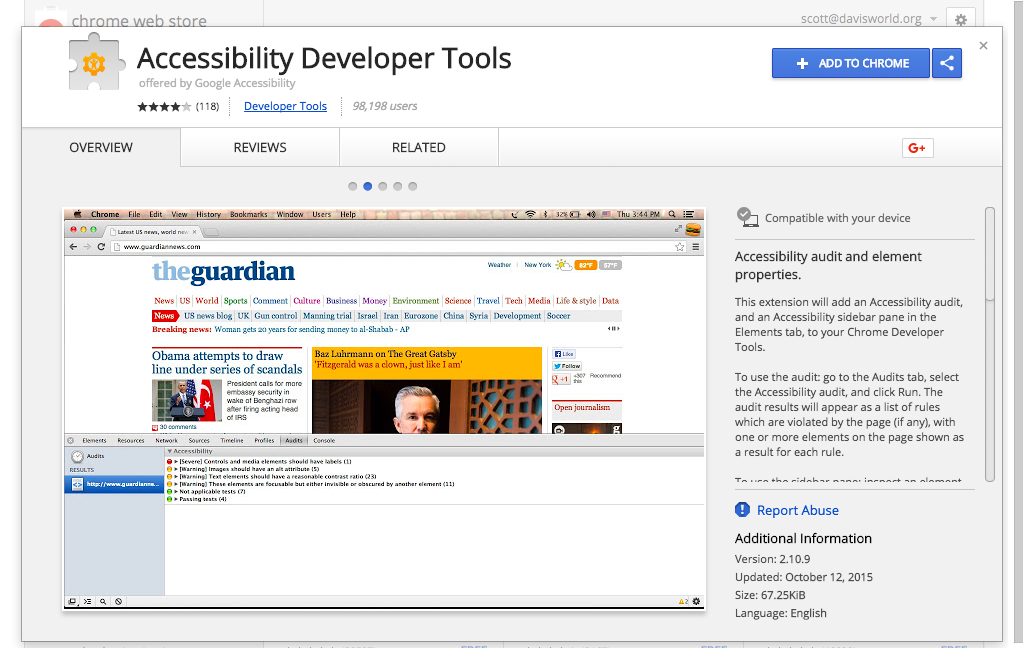 chrome web store
scott@davisworld.org
Accessibility Developer Tools
offered by Google Accessibility
(118)
Developer Tools
98,198 users
ADD TO CHROME
OVERVIEW
REVIEWS
RELATED
G+
Chrome File Edit View History Bookmarks Window Users Help
32%
Thu 3:44 PM
Latest US news, world new
www.guardiannews.com
theguardian
Weather
New York
82°F
57°F
News US World Sports Comment Culture Business Money Environment Science Travel Tech Media Life & style Data
News US news blog UK Gun control Manning trial Israel Iran Eurozone China Syria Development Soccer
Breaking news: Woman gets 20 years for sending money to al-Shabab - AP
Obama attempts to draw
line under series of scandals
President calls for more
embassy security in
wake of Benghazi row
after firing acting head
of IRS
30 comments
Baz Luhrmann on The Great Gatsby
'Fitzgerald was a clown, just like I am'
Like
Follow
+1
+307
Recommend
this
Open journalism
g
Elements Resources Network Sources Timeline Profiles Audits Console
Audits
RESULTS
http://www.guardianne...
Accessibility
[Severe] Controls and media elements should have labels (1)
[Warning] Images should have an alt attribute (5)
[Warning] Text elements should have a reasonable contrast ratio (23)
[Warning] These elements are focusable but either invisible or obscured by another element (11)
Not applicable tests (7)
Passing tests (4)
2
Compatible with your device
Accessibility audit and element
properties.
This extension will add an Accessibility audit,
and an Accessibility sidebar pane in the
Elements tab, to your Chrome Developer
Tools.
To use the audit: go to the Audits tab, select
the Accessibility audit, and click Run. The
audit results will appear as a list of rules
which are violated by the page (if any), with
one or more elements on the page shown as
a result for each rule.
To use the sidebar pane: inspect an element
Report Abuse
Additional Information
Version: 2.10.9
Updated: October 12, 2015
Size: 67.25KiB
Language: English